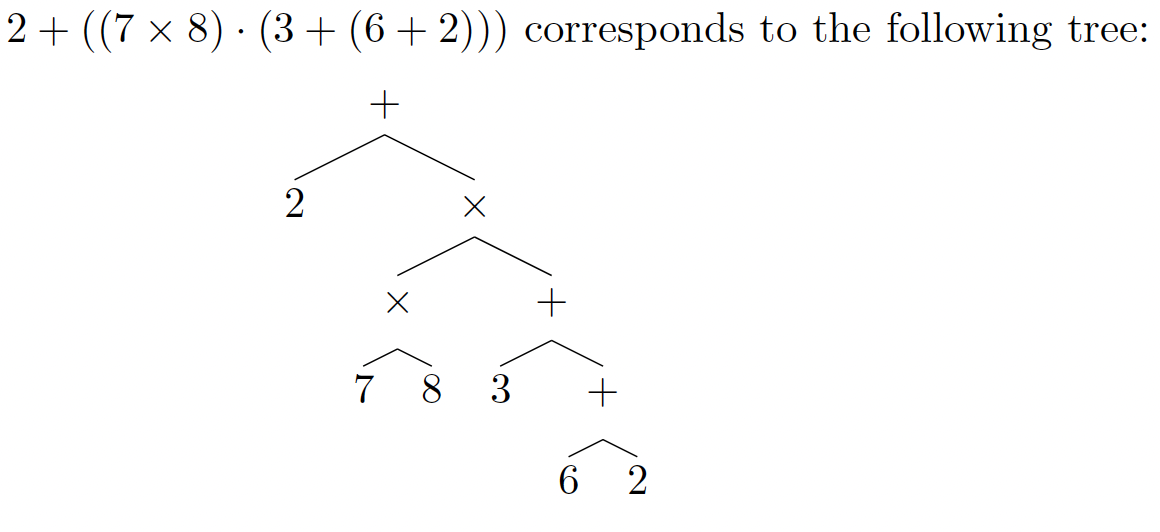 2 + ((7 × 8) · (3 + (6 + 2))) corresponds to the following tree:
+
2 ×
× +
7 8 3 +
6 2